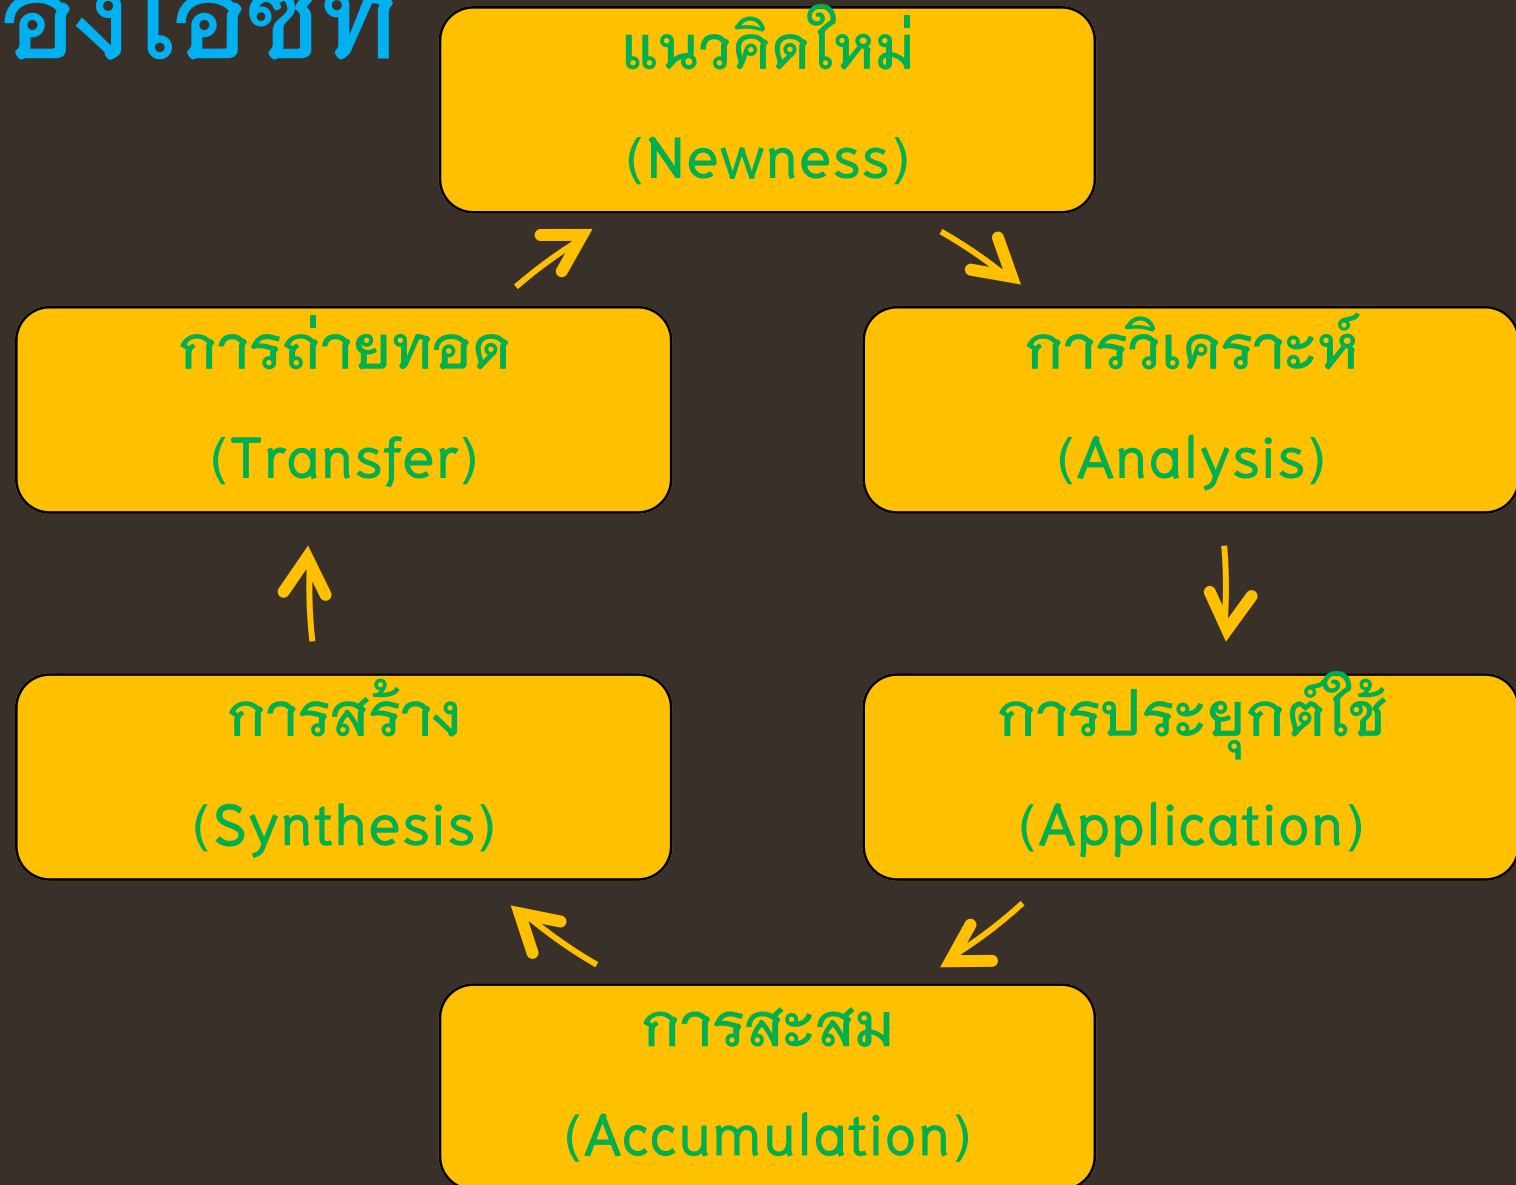 แนวคิดใหม่
(Newness)
การวิเคราะห์
(Analysis)
การประยุกต์ใช้
(Application)
การสะสม
(Accumulation)
การสร้าง
(Synthesis)
การถ่ายทอด
(Transfer)